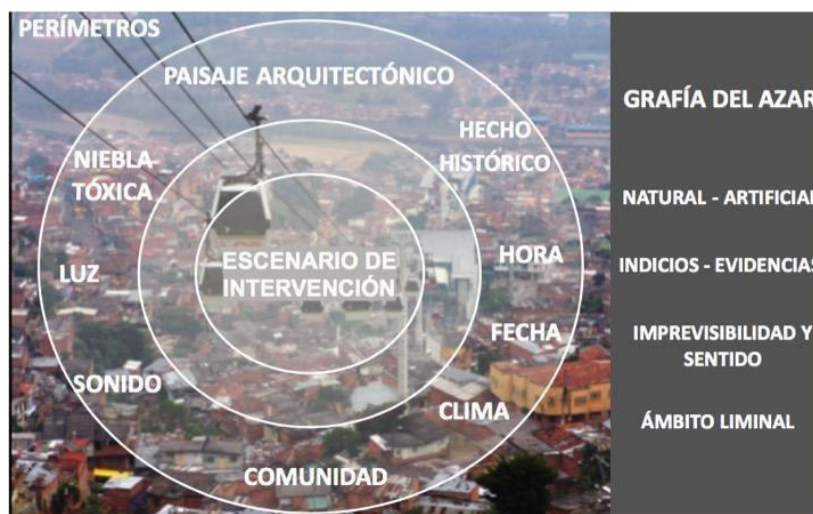 PERÍMETROS
PAISAJE ARQUITECTÓNICO
HECHO
HISTÓRICO
NIEBLA
TÓXICA
ESCENARIO DE
INTERVENCIÓN
LUZ
HORA
FECHA
SONIDO
CLIMA
COMUNIDAD
GRAFÍA DEL AZAR
NATURAL - ARTIFICIAL
INDICIOS - EVIDENCIAS
IMPREVISIBILIDAD Y
SENTIDO
ÁMBITO LIMINAL